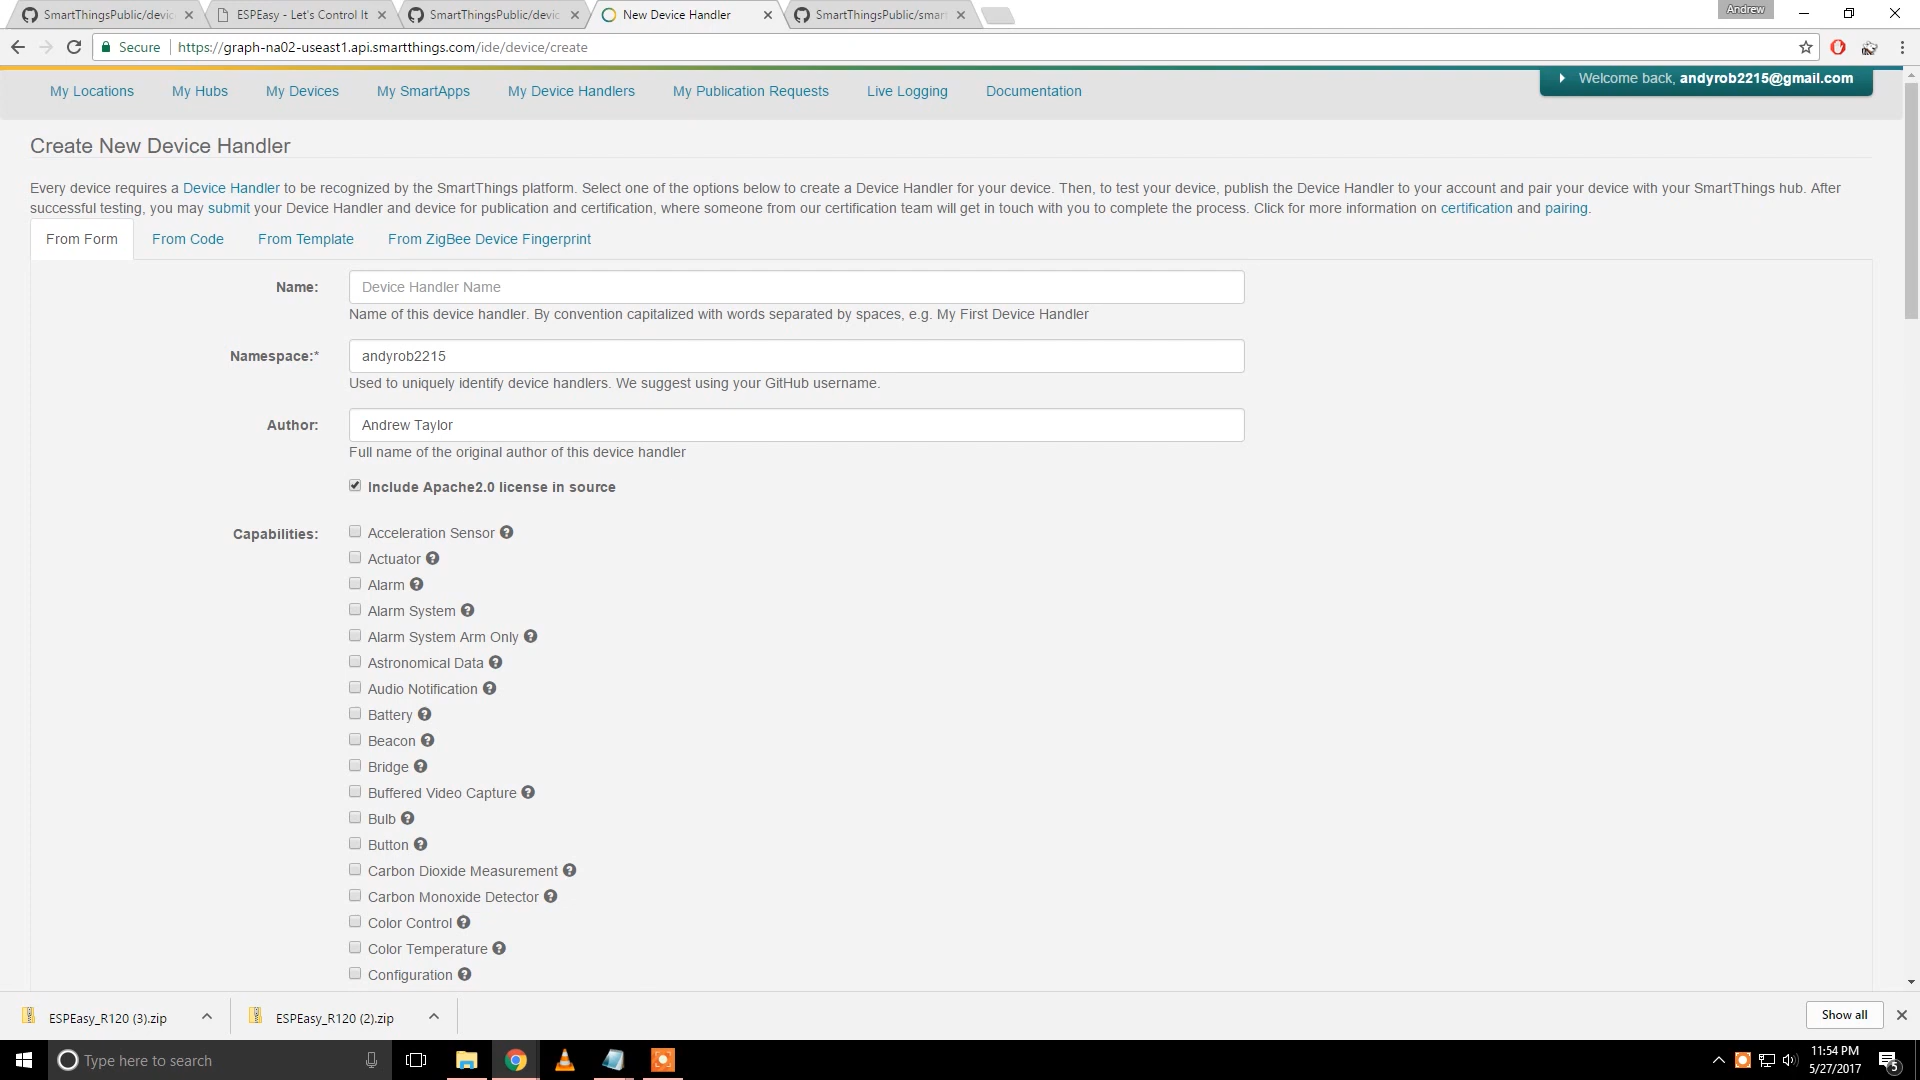 SmartThingsPublic/devic
ESPEasy - Let's Control It
SmartThingsPublic/devic
New Device Handler
SmartThingsPublic/smar
Andrew
Secure
https://graph-na02-useast1.api.smartthings.com/ide/device/create
My Locations
My Hubs
My Devices
My SmartApps
My Device Handlers
My Publication Requests
Live Logging
Documentation
Welcome back, andyrob2215@gmail.com
Create New Device Handler
Every device requires a Device Handler to be recognized by the SmartThings platform. Select one of the options below to create a Device Handler for your device. Then, to test your device, publish the Device Handler to your account and pair your device with your SmartThings hub. After
successful testing, you may submit your Device Handler and device for publication and certification, where someone from our certification team will get in touch with you to complete the process. Click for more information on certification and pairing.
From Form
From Code
From Template
From ZigBee Device Fingerprint
Name:
Device Handler Name
Name of this device handler. By convention capitalized with words separated by spaces, e.g. My First Device Handler
Namespace:*
andyrob2215
Used to uniquely identify device handlers. We suggest using your GitHub username.
Author:
Andrew Taylor
Full name of the original author of this device handler
Include Apache2.0 license in source
Capabilities:
Acceleration Sensor
Actuator
Alarm
Alarm System
Alarm System Arm Only
Astronomical Data
Audio Notification
Battery
Beacon
Bridge
Buffered Video Capture
Bulb
Button
Carbon Dioxide Measurement
Carbon Monoxide Detector
Color Control
Color Temperature
Configuration
ESPEasy_R120 (3).zip
ESPEasy_R120 (2).zip
Show all
Type here to search
11:54 PM
5/27/2017
5